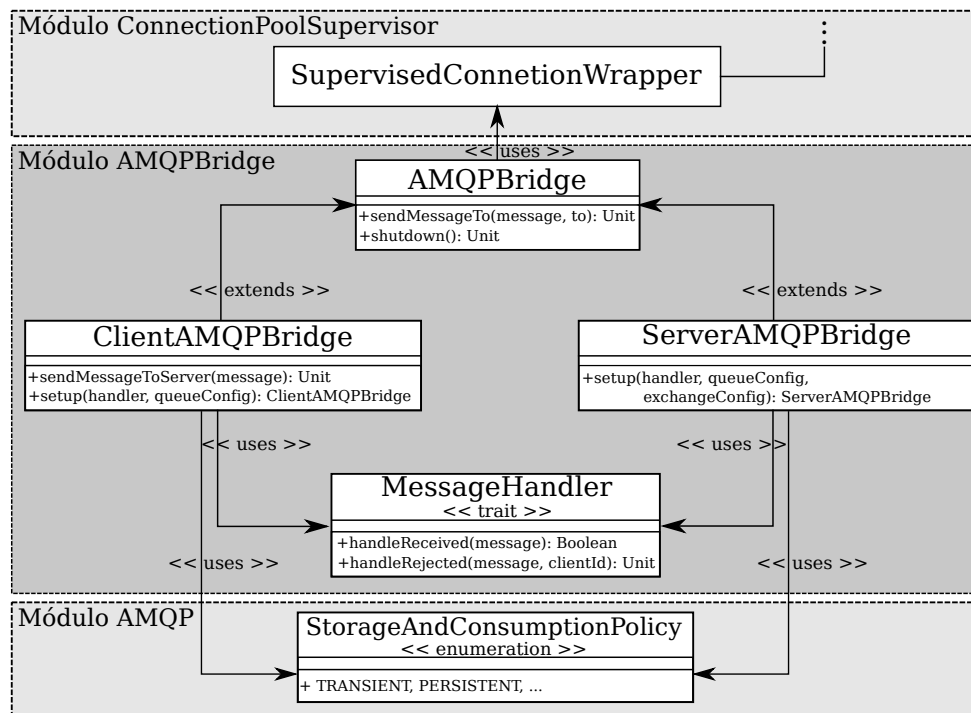 Módulo ConnectionPoolSupervisor
SupervisedConnetionWrapper
<< uses >>
Módulo AMQPBridge
AMQPBridge
+sendMessageTo(message, to): Unit
+shutdown(): Unit
<< extends >>
<< extends >>
ClientAMQPBridge
+sendMessageToServer(message): Unit
+setup(handler, queueConfig): ClientAMQPBridge
ServerAMQPBridge
+setup(handler, queueConfig,
exchangeConfig): ServerAMQPBridge
<< uses >>
<< uses >>
MessageHandler
<< trait >>
+handleReceived(message): Boolean
+handleRejected(message, clientId): Unit
<< uses >>
<< uses >>
Módulo AMQP
StorageAndConsumptionPolicy
<< enumeration >>
+ TRANSIENT, PERSISTENT, ...